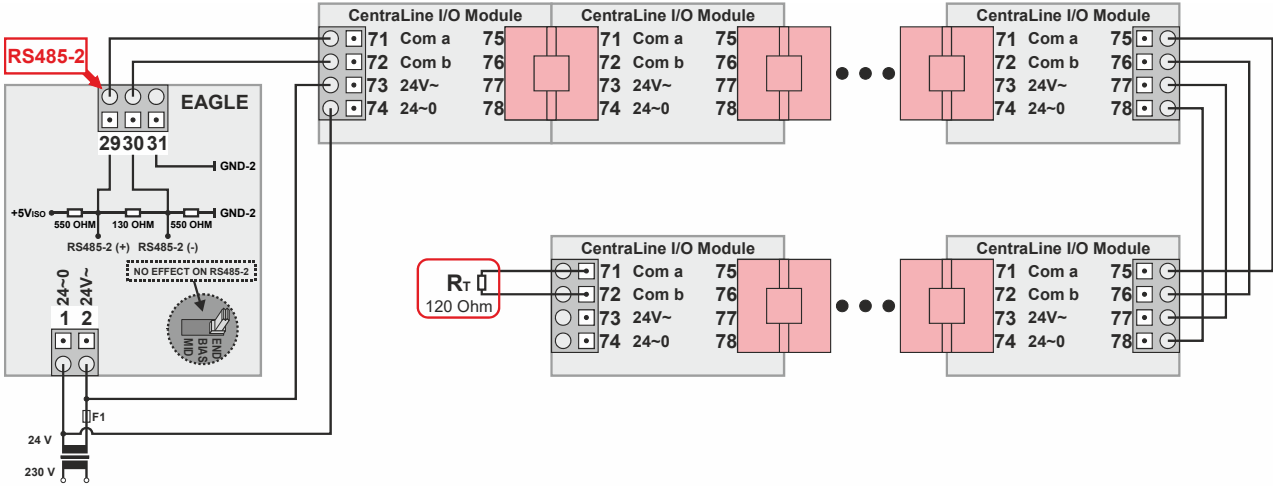 CentraLine I/O Module
CentraLine I/O Module
CentraLine I/O Module
71 Com a 75
71 Com a 75
71 Com a 75
72 Com b 76
72 Com b 76
72 Com b 76
73 24V~ 77
73 24V~ 77
73 24V~ 77
74 24~0 78
74 24~0 78
74 24~0 78
RS485-2
EAGLE
29 30 31
GND-2
+5VISO
GND-2
550 OHM
130 OHM
550 OHM
RS485-2 (+)
RS485-2 (-)
NO EFFECT ON RS485-2
24~0
24V~
1 2
MID
BIAS
END
F1
24 V
230 V
CentraLine I/O Module
CentraLine I/O Module
RT
120 Ohm
71 Com a 75
71 Com a 75
72 Com b 76
72 Com b 76
73 24V~ 77
73 24V~ 77
74 24~0 78
74 24~0 78